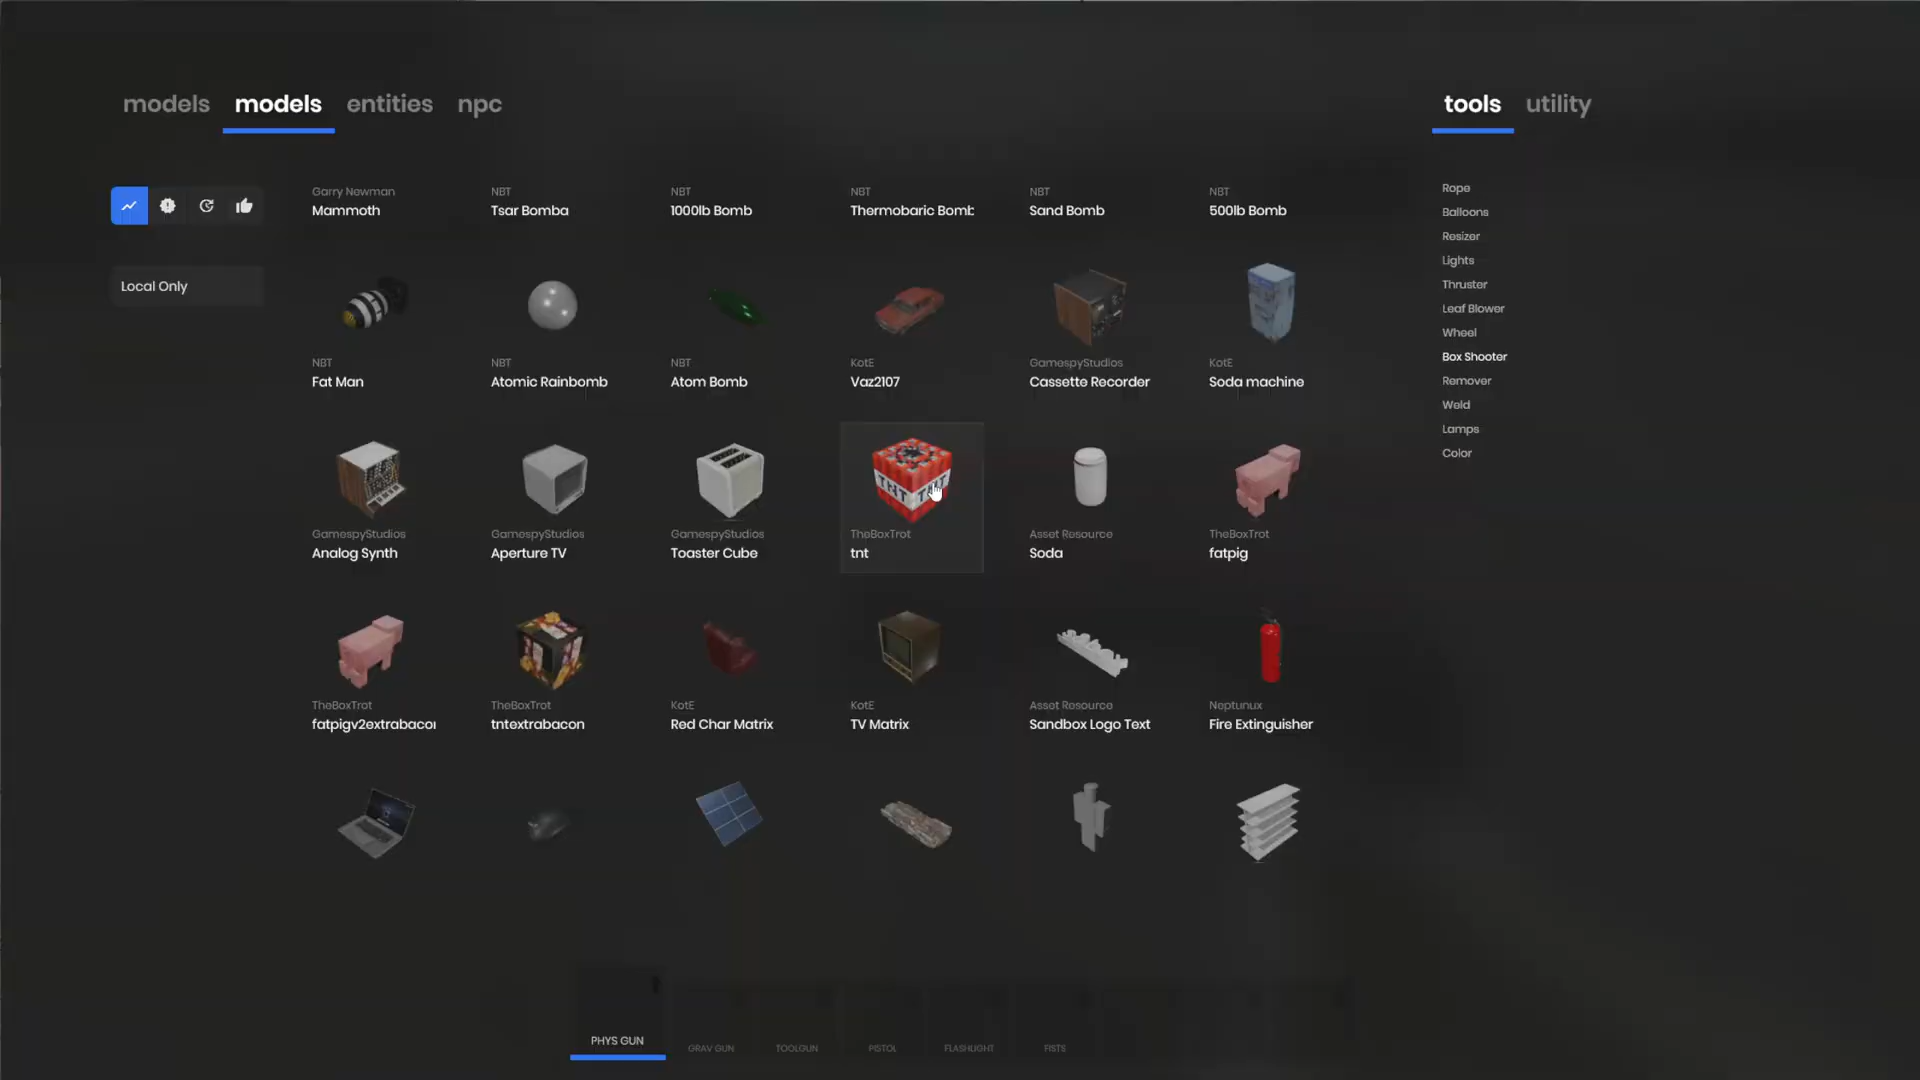 models models entities npc
tools utility
Garry Newman
Mammoth
NBT
Tsar Bomba
NBT
1000lb Bomb
NBT
Thermobaric Bomb
NBT
Sand Bomb
NBT
500lb Bomb
Local Only
NBT
Fat Man
NBT
Atomic Rainbomb
NBT
Atom Bomb
KotE
Vaz2107
GamespyStudios
Cassette Recorder
KotE
Soda machine
GamespyStudios
Analog Synth
GamespyStudios
Aperture TV
GamespyStudios
Toaster Cube
TNT TNT
TheBoxTrot
tnt
Asset Resource
Soda
TheBoxTrot
fatpig
TheBoxTrot
fatpigv2extrabacon
TheBoxTrot
tntextrabacon
KotE
Red Char Matrix
KotE
TV Matrix
Asset Resource
Sandbox Logo Text
Neptunux
Fire Extinguisher
Rope
Balloons
Resizer
Lights
Thruster
Leaf Blower
Wheel
Box Shooter
Remover
Weld
Lamps
Color
PHYS GUN
GRAV GUN
TOOLGUN
PISTOL
FLASHLIGHT
FISTS